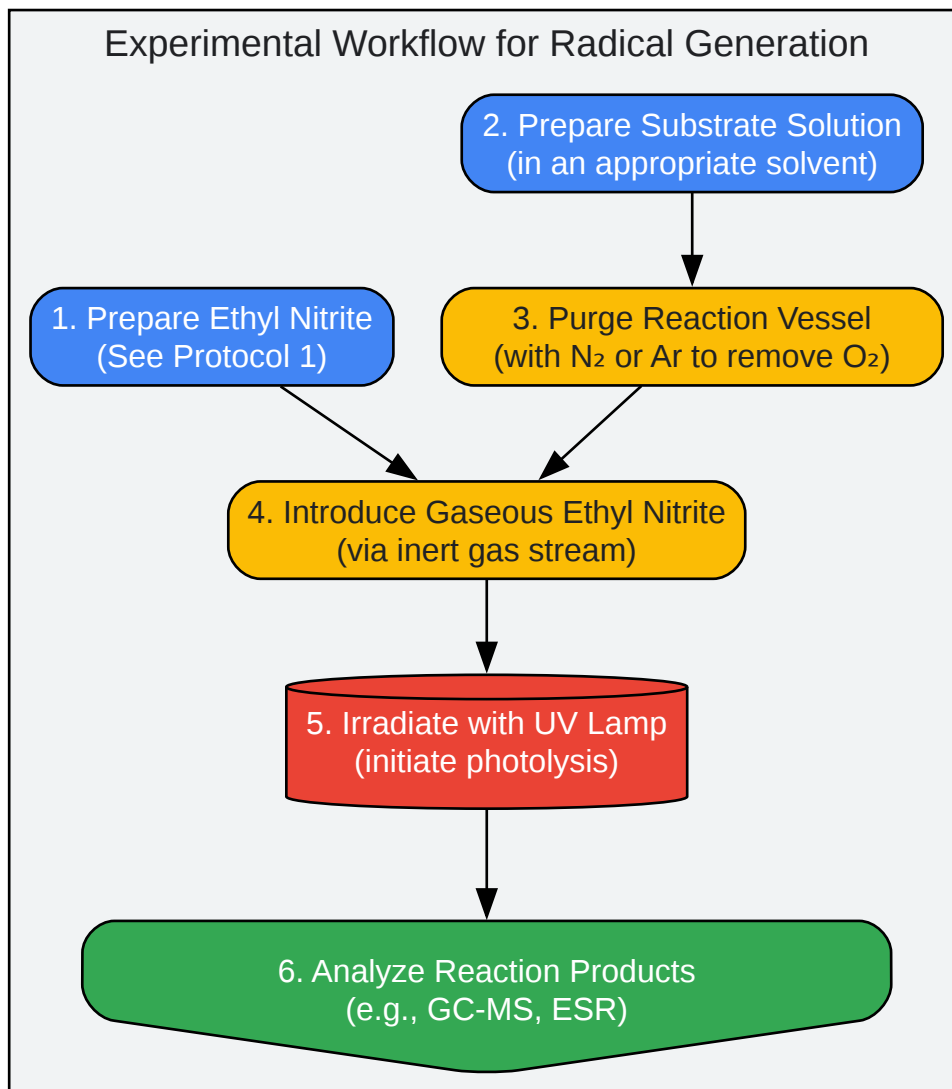 Experimental Workflow for Radical Generation
2. Prepare Substrate Solution
(in an appropriate solvent)
1. Prepare Ethyl Nitrite
(See Protocol 1)
3. Purge Reaction Vessel
(with N₂ or Ar to remove O₂)
4. Introduce Gaseous Ethyl Nitrite
(via inert gas stream)
5. Irradiate with UV Lamp
(initiate photolysis)
6. Analyze Reaction Products
(e.g., GC-MS, ESR)